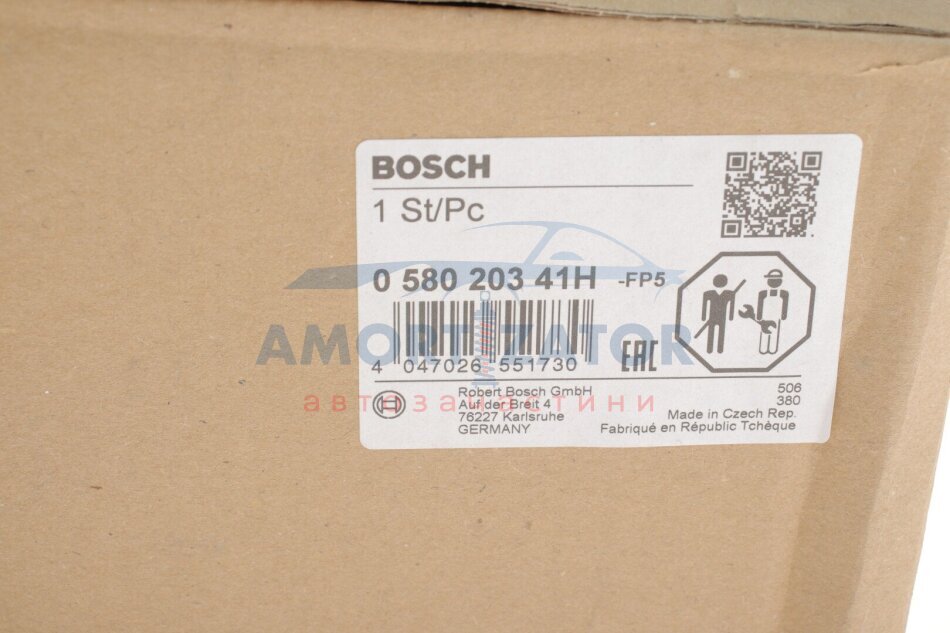 BOSCH
1 St/Pc
0 580 203 41H -FP5
AMORTIZATOR
4 047026 551730
EAC
автозапчастини
Robert Bosch GmbH
Auf der Breit 4
76227 Karlsruhe
GERMANY
506
380
Made in Czech Rep.
Fabriqué en Républic Tchèque